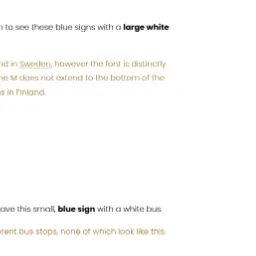 to see these blue signs with a large white
nd in Sweden, however the font is distinctly
ne M does not extend to the bottom of the
s in Finland.
ave this small, blue sign with a white bus.
rent bus stops, none of which look like this.